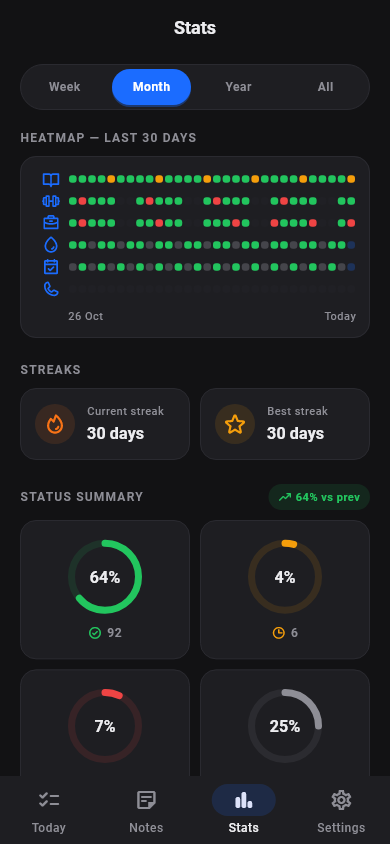 Stats
Week Month Year All
HEATMAP — LAST 30 DAYS
26 Oct Today
STREAKS
Current streak
30 days
Best streak
30 days
STATUS SUMMARY
64% vs prev
64%
92
4%
6
7%
25%
Today Notes Stats Settings